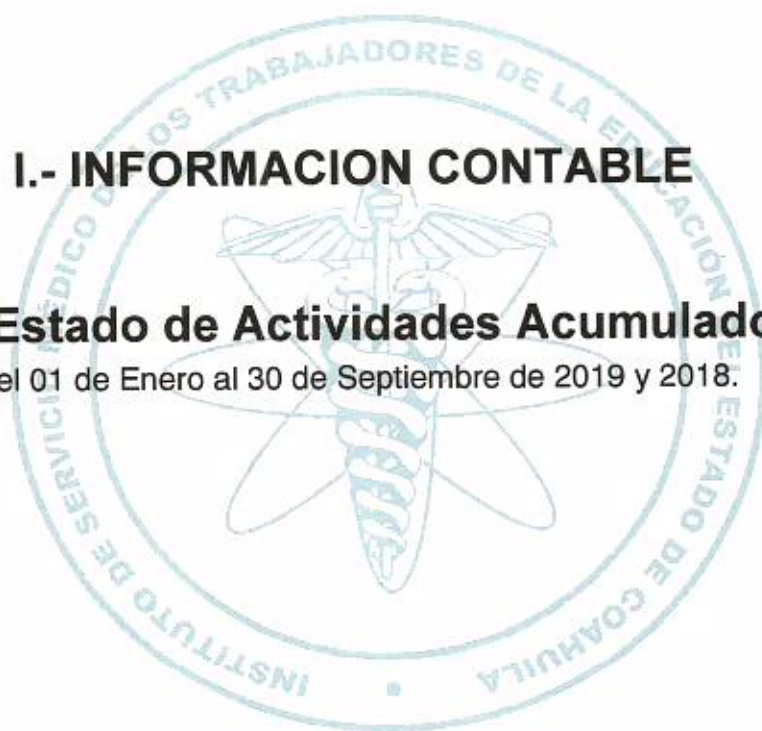 I.- INFORMACION CONTABLE
Estado de Actividades Acumulado
el 01 de Enero al 30 de Septiembre de 2019 y 2018.
INSTITUTO DE SERVICIO MÉDICO DE LOS TRABAJADORES DE LA EDUCACIÓN EL ESTADO DE COAHUILA